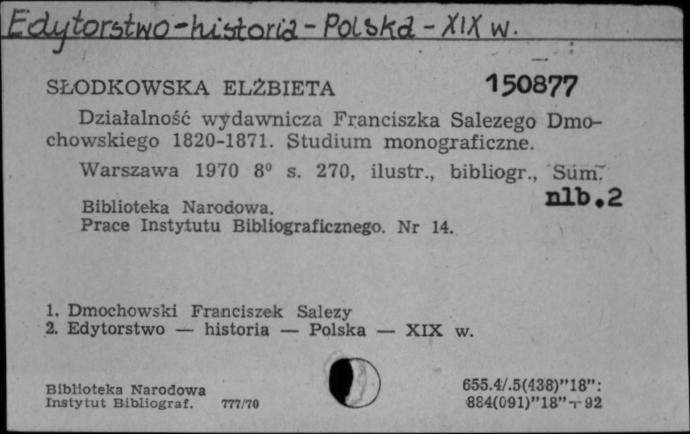 Edytorstwo-historia-Polska-XIX w.
SŁODKOWSKA ELŻBIETA 150877
Działalność wydawnicza Franciszka Salezego Dmo-
chowskiego 1820-1871. Studium monograficzne.
Warszawa 1970 8° s. 270, ilustr., bibliogr., Sum.
nlb.2
Biblioteka Narodowa.
Prace Instytutu Bibliograficznego. Nr 14.
1. Dmochowski Franciszek Salezy
2. Edytorstwo — historia — Polska — XIX w.
Biblioteka Narodowa 655.4/.5(438)"18":
Instytut Bibliograf. 777/70 884(091)"18"-92